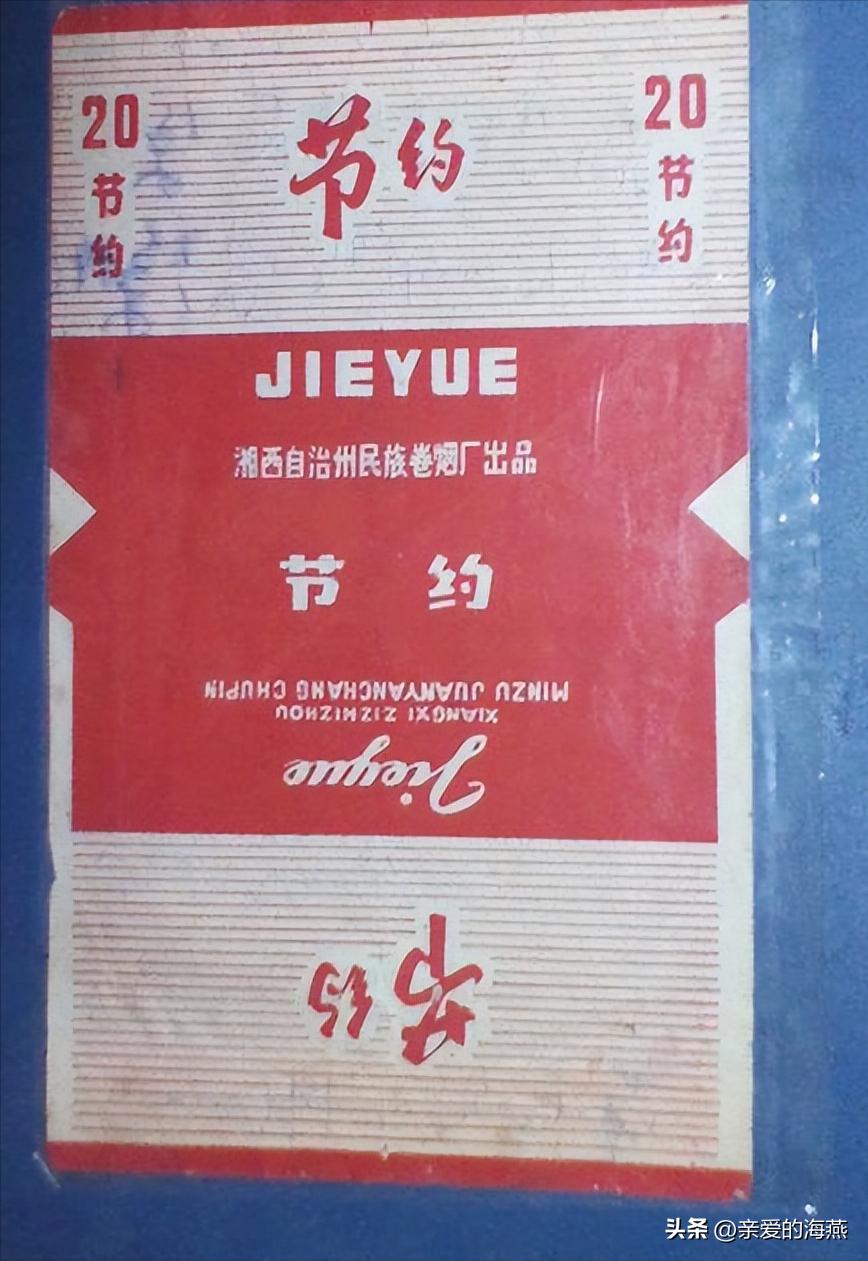 20
节
约
节约
20
节
约
JIEYUE
湘西自治州民族卷烟厂出品
节 约
Jieyue
XIANGXI ZIZHIZHOU
MINZU JUANYANCHANG CHUPIN
节约
头条 @亲爱的海燕